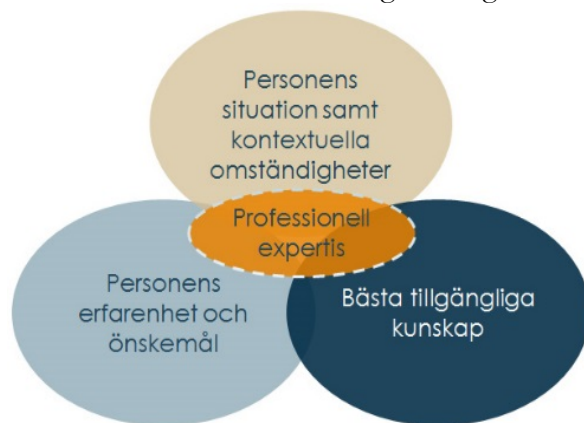 Personens
situation samt
kontextuella
omständigheter
Professionell
expertis
Personens
erfarenhet och
önskemål
Bästa tillgängliga
kunskap